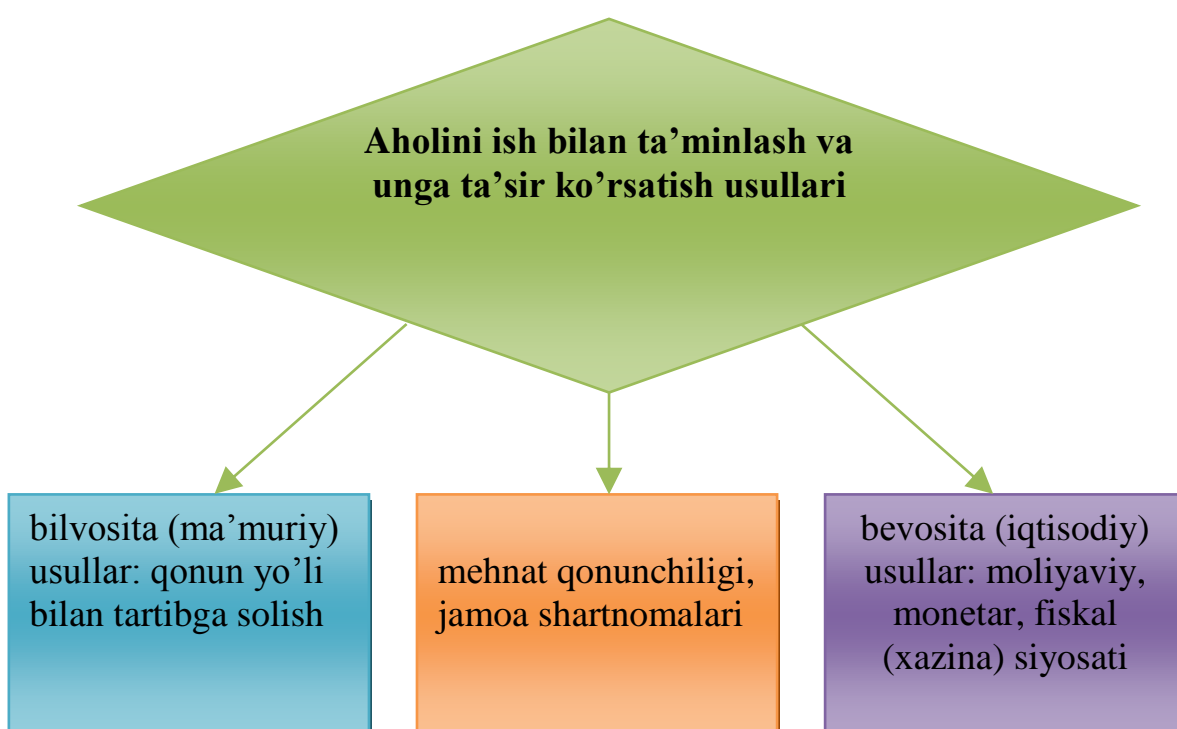 Aholini ish bilan ta’minlash va
unga ta’sir ko’rsatish usullari
bilvosita (ma’muriy)
usullar: qonun yo’li
bilan tartibga solish
mehnat qonunchiligi,
jamoa shartnomalari
bevosita (iqtisodiy)
usullar: moliyaviy,
monetar, fiskal
(xazina) siyosati